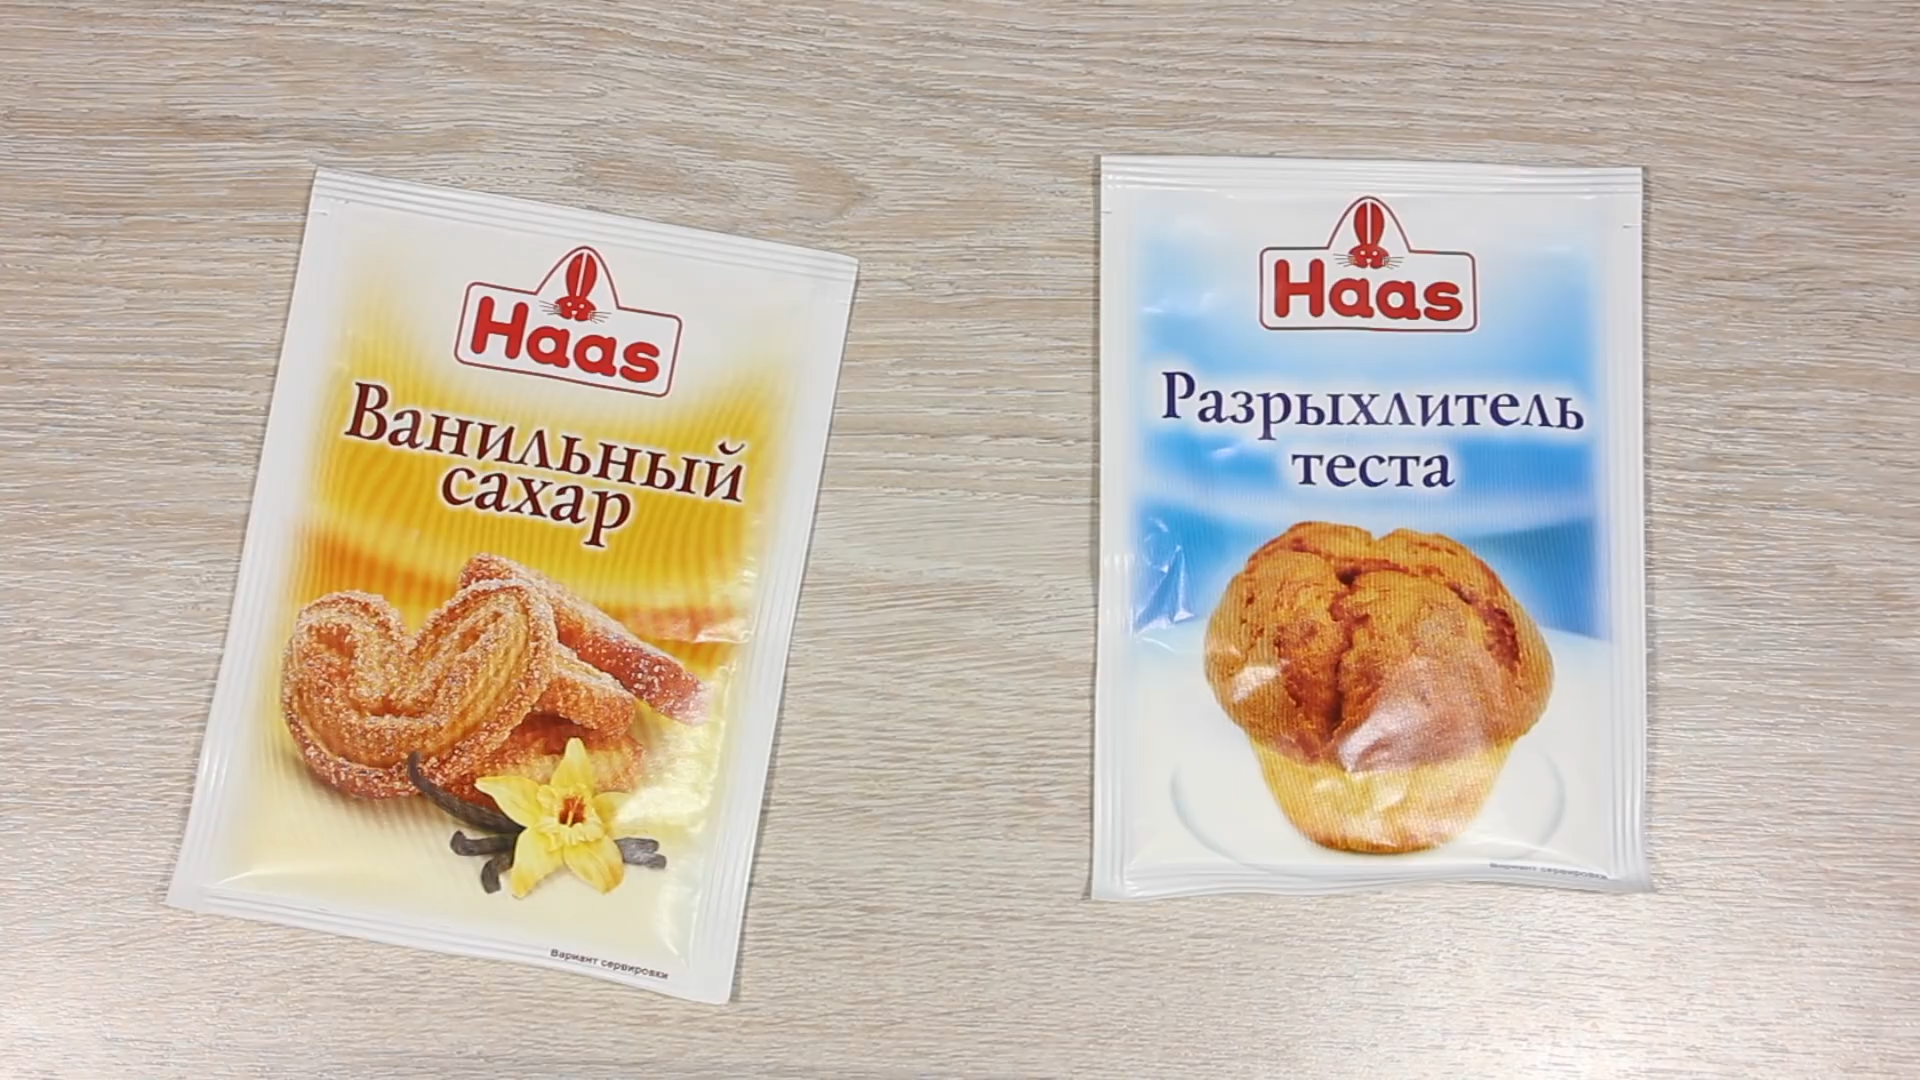 Haas
Ванильный
сахар
Вариант сервировки
Haas
Разрыхлитель
теста
Вариант сервировки